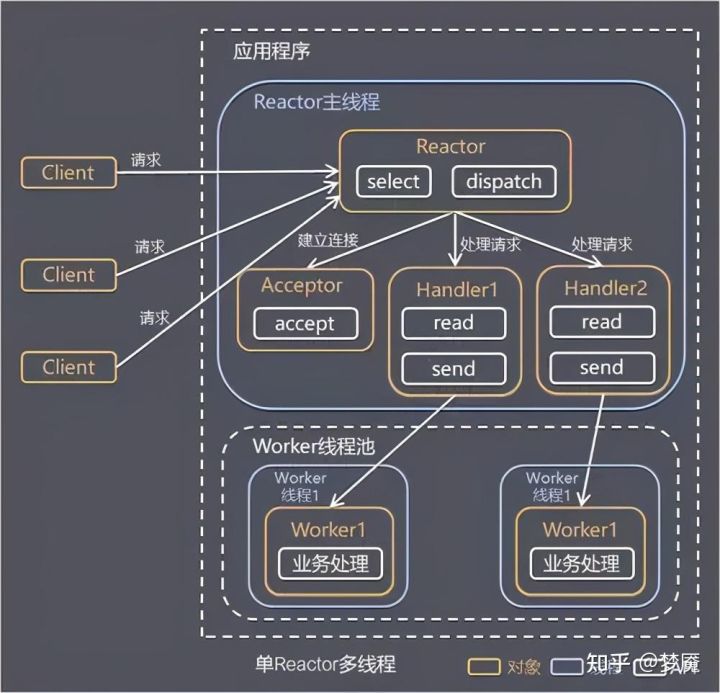 应用程序
Reactor主线程
Reactor
select
dispatch
Client
请求
Client
请求
Client
请求
建立连接
处理请求
处理请求
Acceptor
accept
Handler1
read
send
Handler2
read
send
Worker线程池
Worker
线程1
Worker1
业务处理
Worker
线程1
Worker1
业务处理
单Reactor多线程
对象
知乎 @梦魇